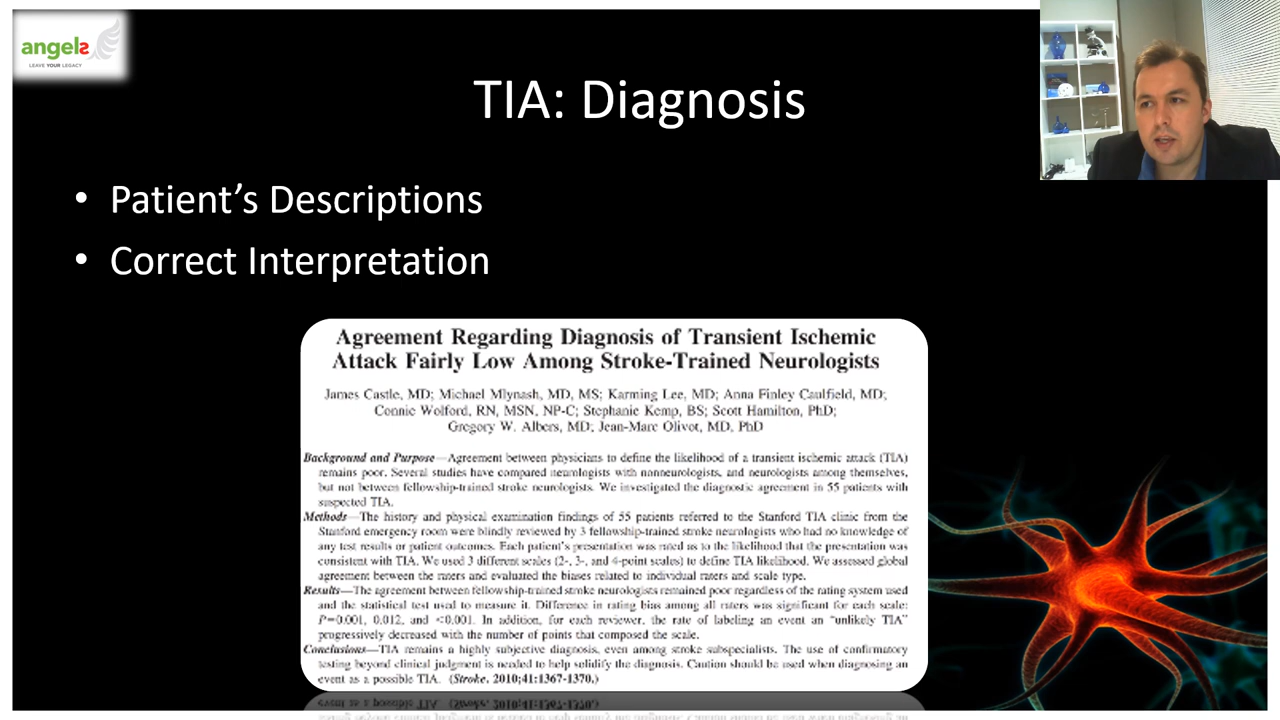 angels
LEAVE YOUR LEGACY
TIA: Diagnosis
• Patient's Descriptions
• Correct Interpretation
Agreement Regarding Diagnosis of Transient Ischemic
Attack Fairly Low Among Stroke-Trained Neurologists
James Castle, MD; Michael Mlynash, MD, MS; Karming Lee, MD; Anna Finley Caulfield, MD;
Connie Wolford, RN, MSN, NP-C; Stephanie Kemp, BS; Scott Hamilton, PhD;
Gregory W. Albers, MD; Jean-Marc Olivot, MD, PhD
Background and Purpose—Agreement between physicians to define the likelihood of a transient ischemic attack (TIA)
remains poor. Several studies have compared neurologists with nonneurologists, and neurologists among themselves,
but not between fellowship-trained stroke neurologists. We investigated the diagnostic agreement in 55 patients with
suspected TIA.
Methods—The history and physical examination findings of 55 patients referred to the Stanford TIA clinic from the
Stanford emergency room were blindly reviewed by 3 fellowship-trained stroke neurologists who had no knowledge of
any test results or patient outcomes. Each patient's presentation was rated as to the likelihood that the presentation was
consistent with TIA. We used 3 different scales (2-, 3-, and 4-point scales) to define TIA likelihood. We assessed global
agreement between the raters and evaluated the biases related to individual raters and scale type.
Results—The agreement between fellowship-trained stroke neurologists remained poor regardless of the rating system used
and the statistical test used to measure it. Difference in rating bias among all raters was significant for each scale:
P=0.001, 0.012, and <0.001. In addition, for each reviewer, the rate of labeling an event an “unlikely TIA”
progressively decreased with the number of points that composed the scale.
Conclusions—TIA remains a highly subjective diagnosis, even among stroke subspecialists. The use of confirmatory
testing beyond clinical judgment is needed to help solidify the diagnosis. Caution should be used when diagnosing an
event as a possible TIA. (Stroke. 2010;41:1367-1370.)